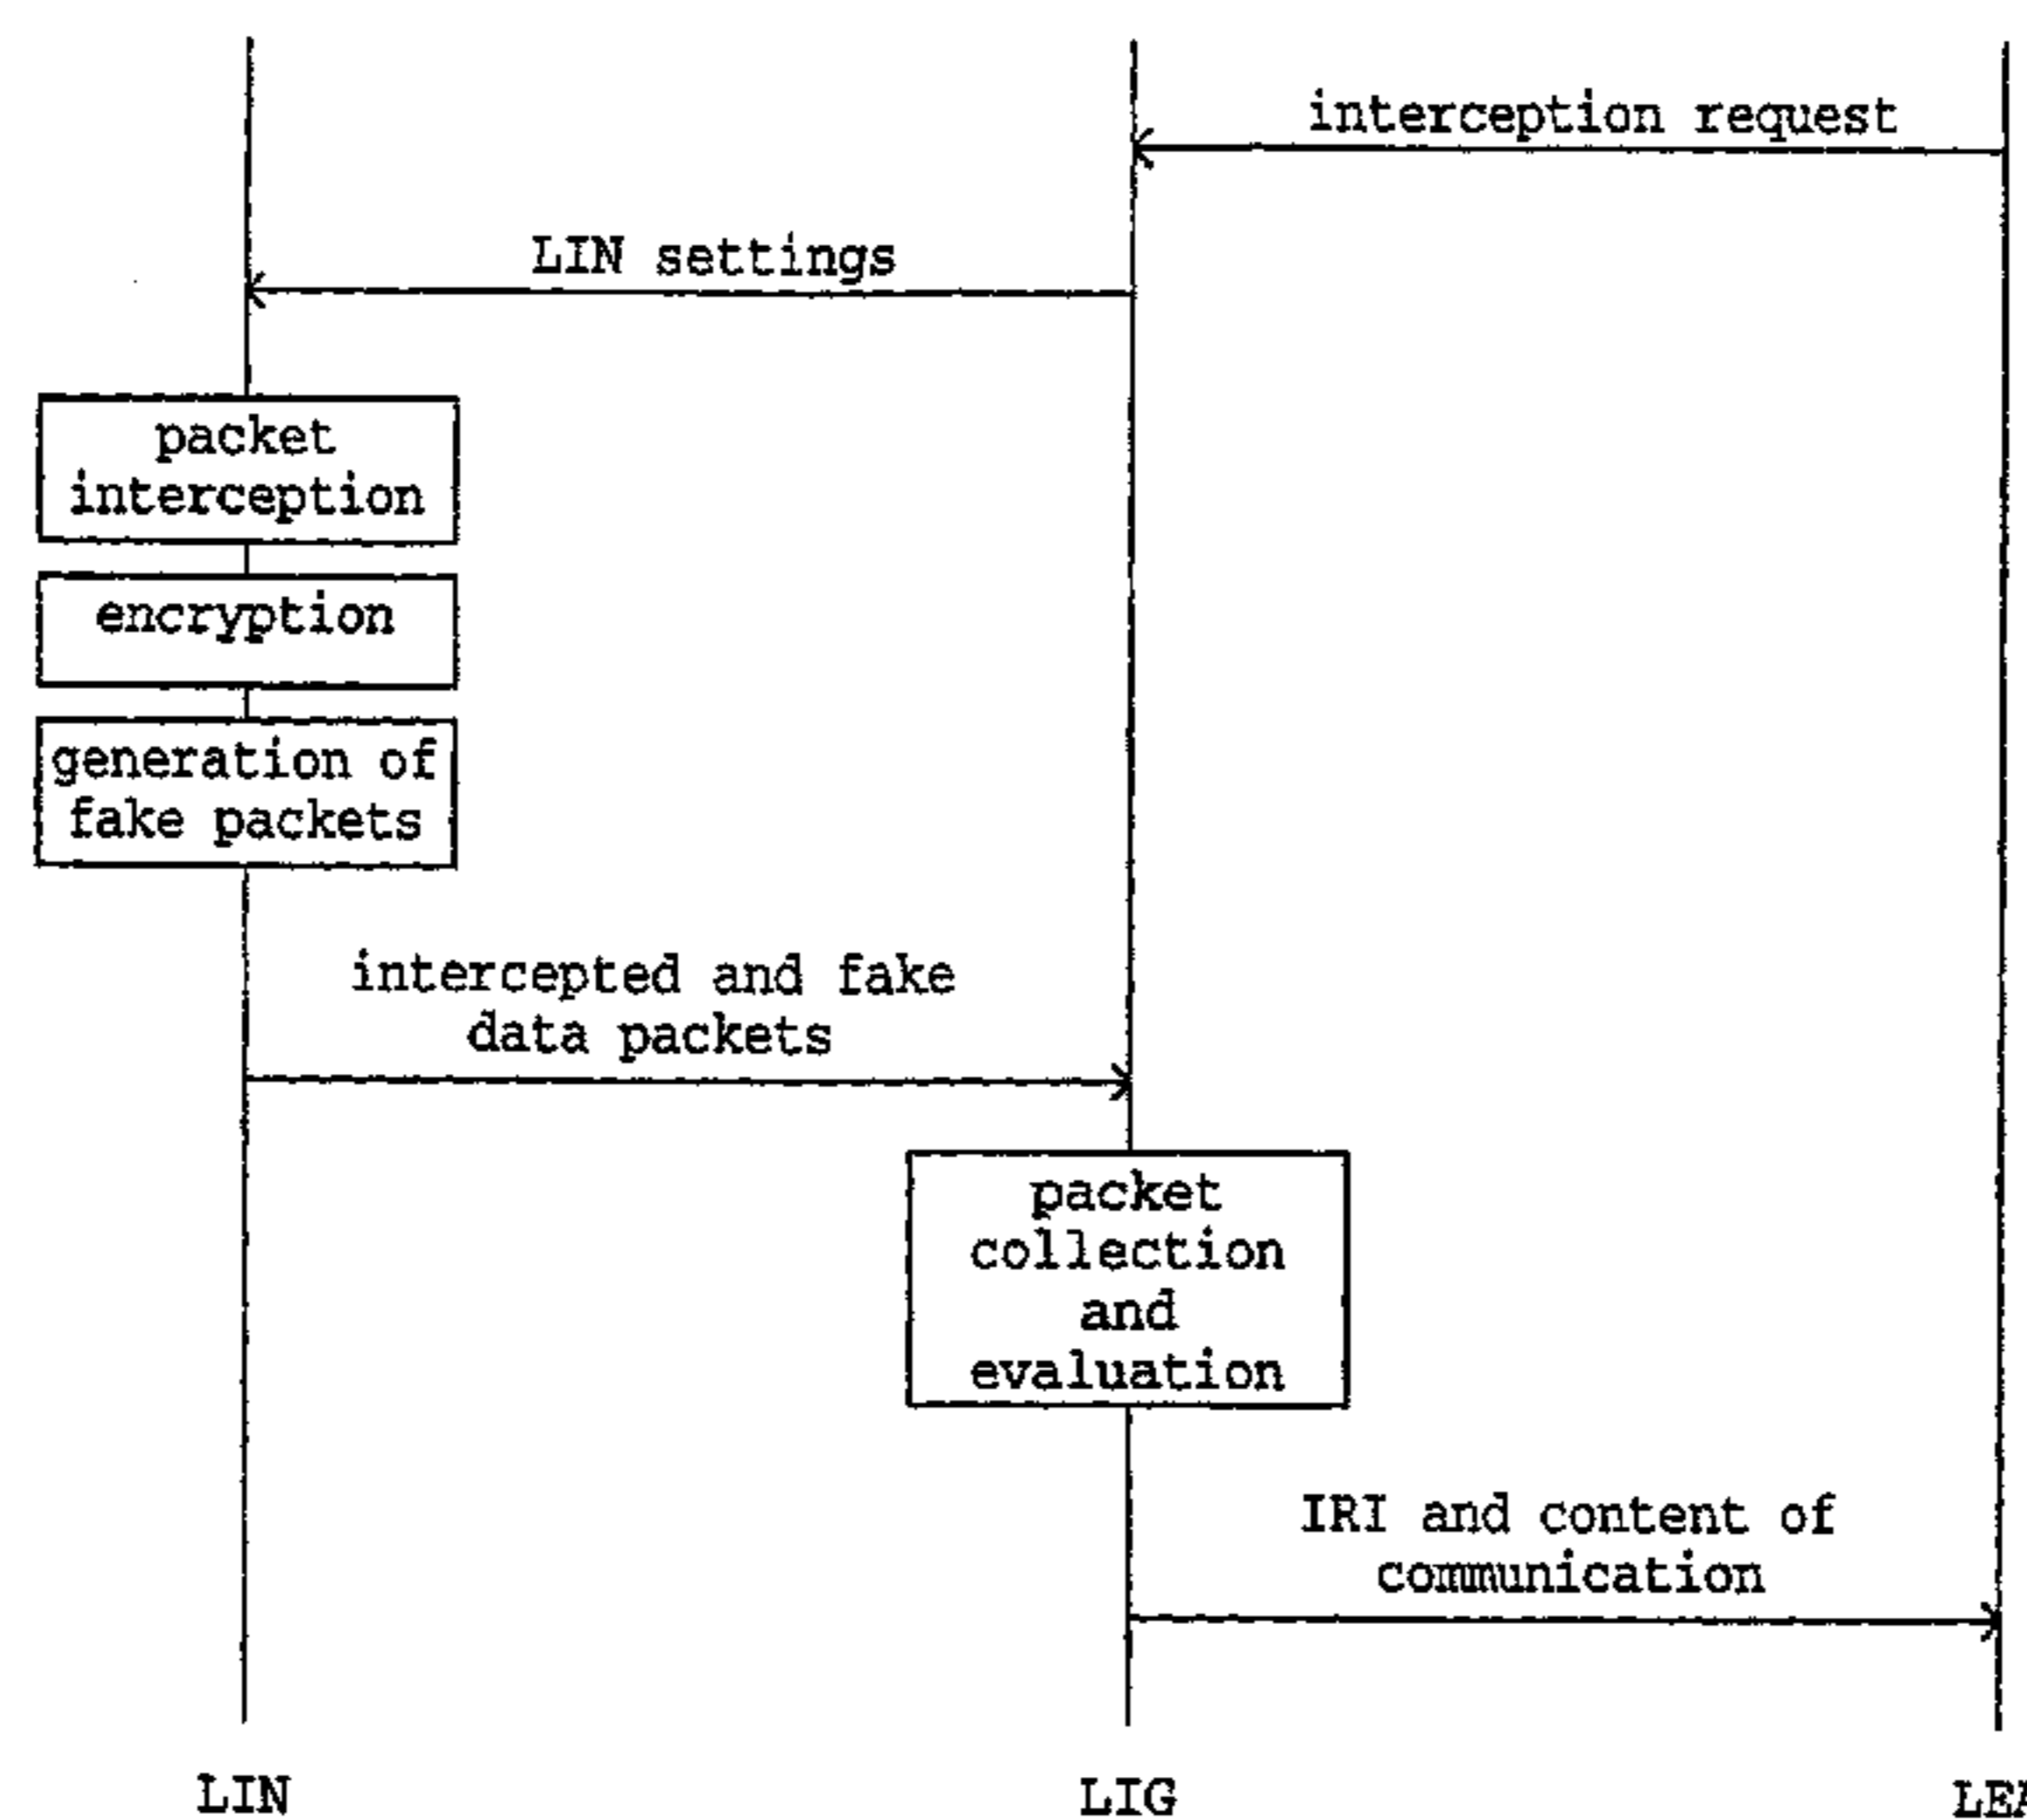 interception request
LIN settings
packet
interception
encryption
generation of
fake packets
intercepted and fake
data packets
packet
collection
and
evaluation
IRI and content of
communication
LIN
LIG